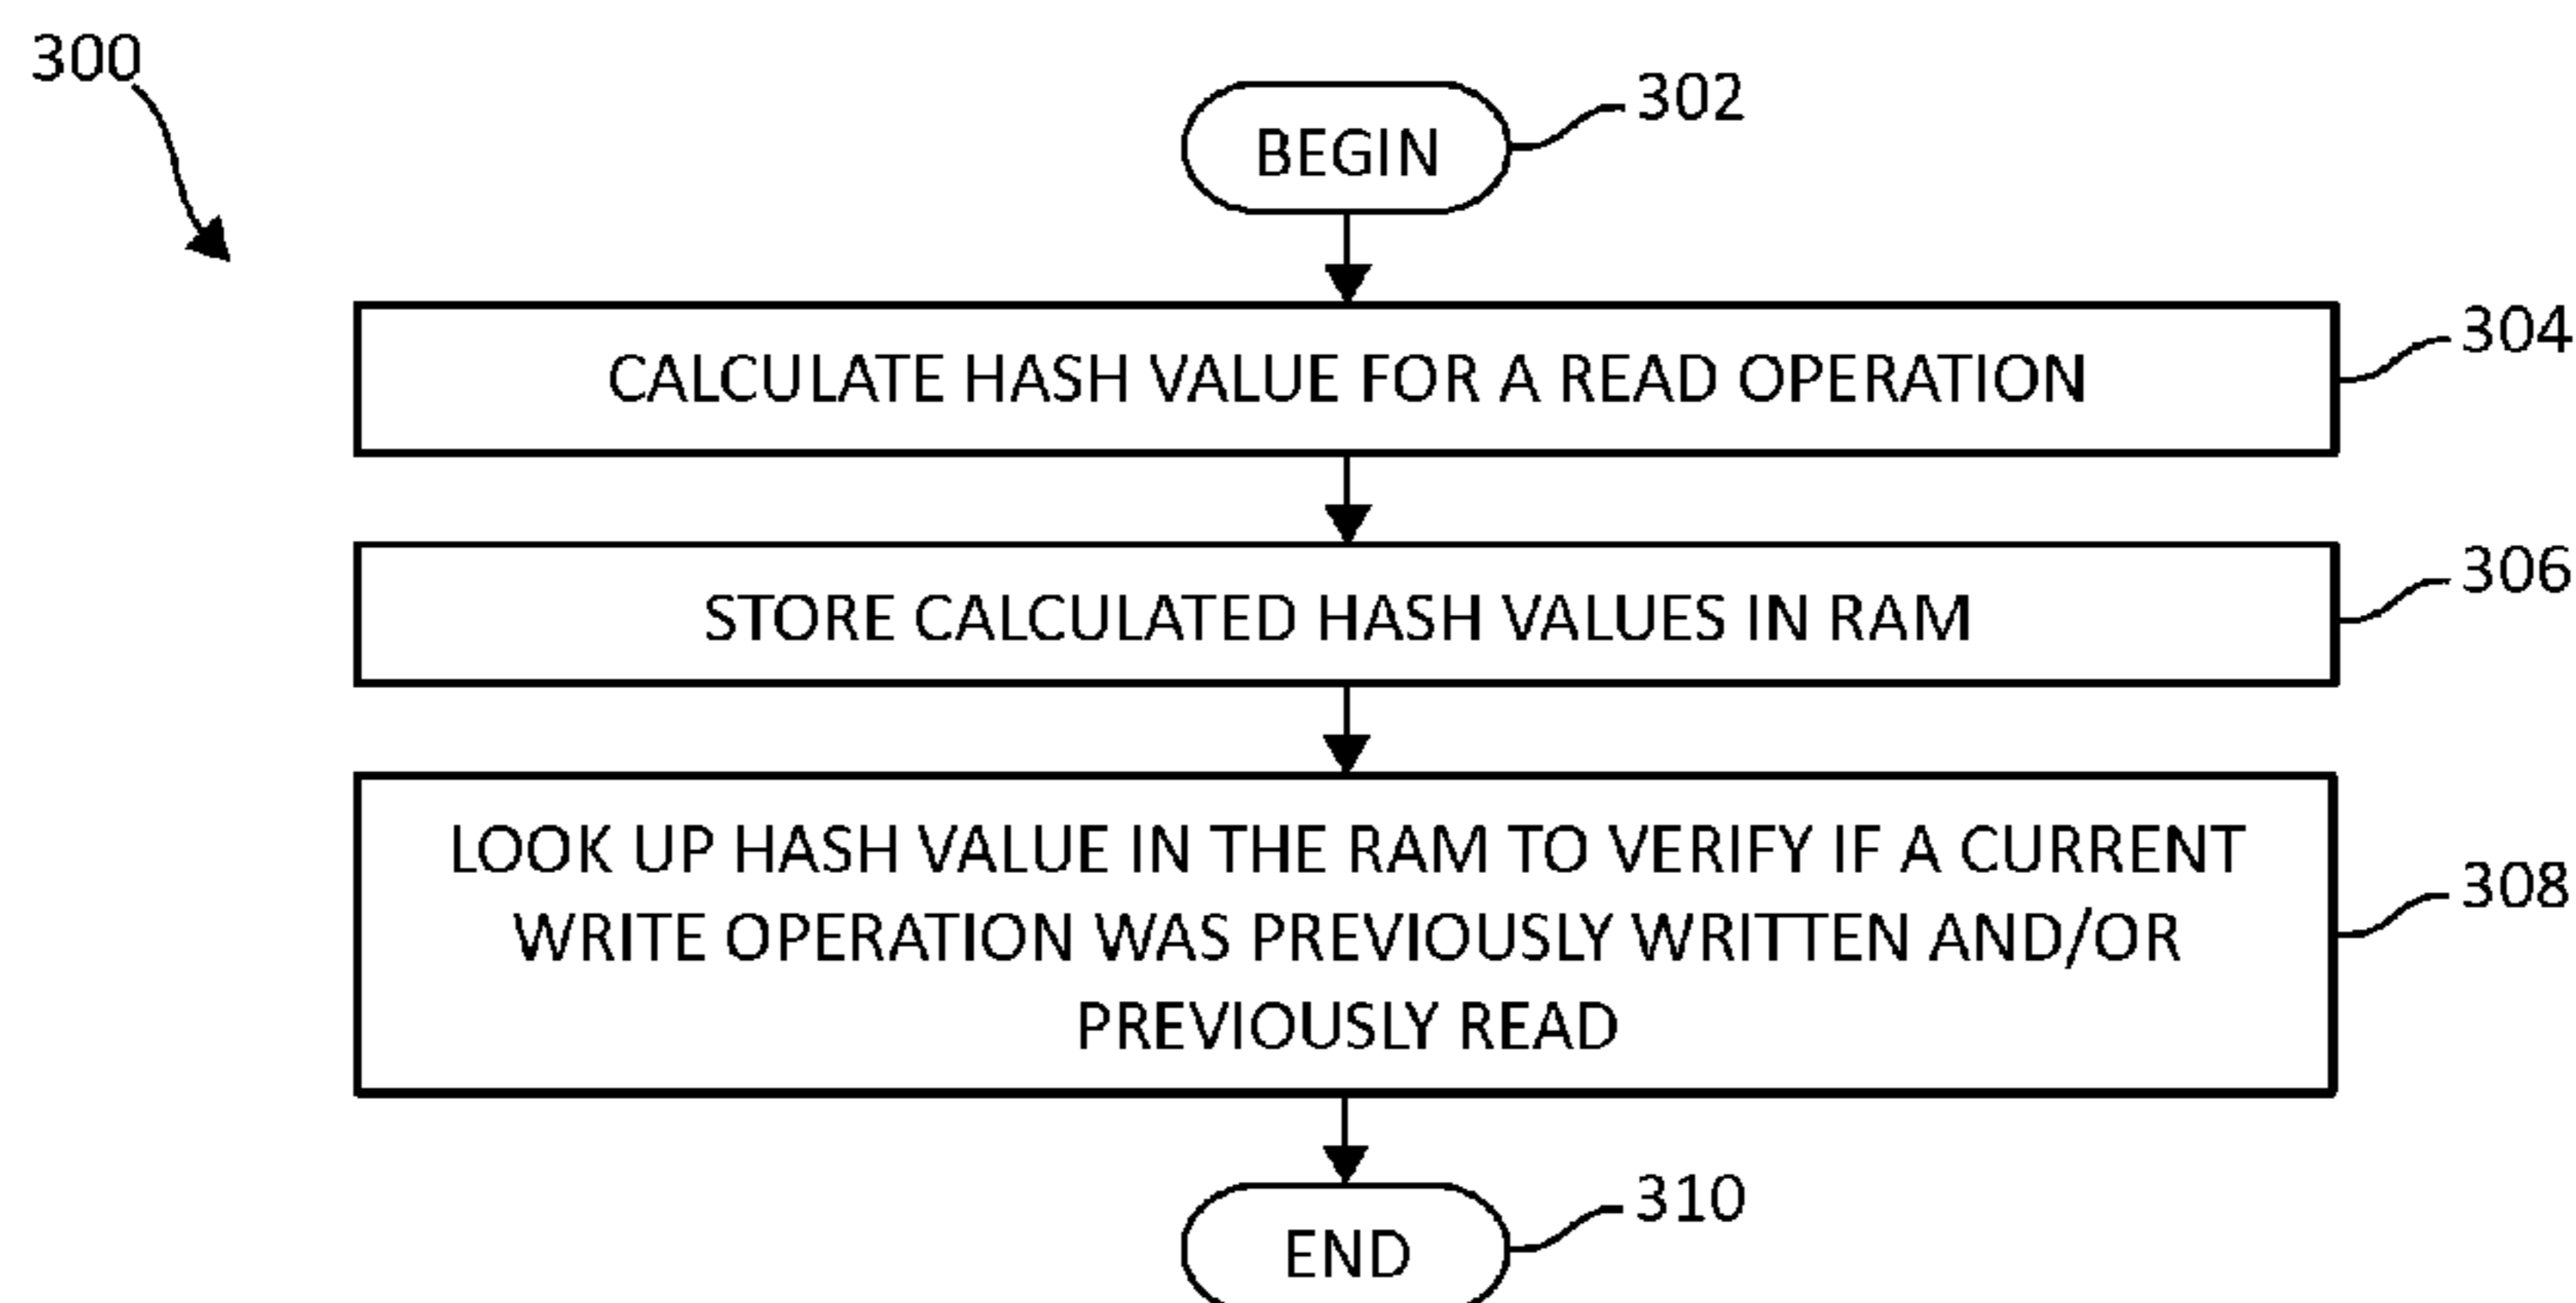 300
302
BEGIN
304
CALCULATE HASH VALUE FOR A READ OPERATION
306
STORE CALCULATED HASH VALUES IN RAM
LOOK UP HASH VALUE IN THE RAM TO VERIFY IF A CURRENT
308
WRITE OPERATION WAS PREVIOUSLY WRITTEN AND/OR
PREVIOUSLY READ
310
END